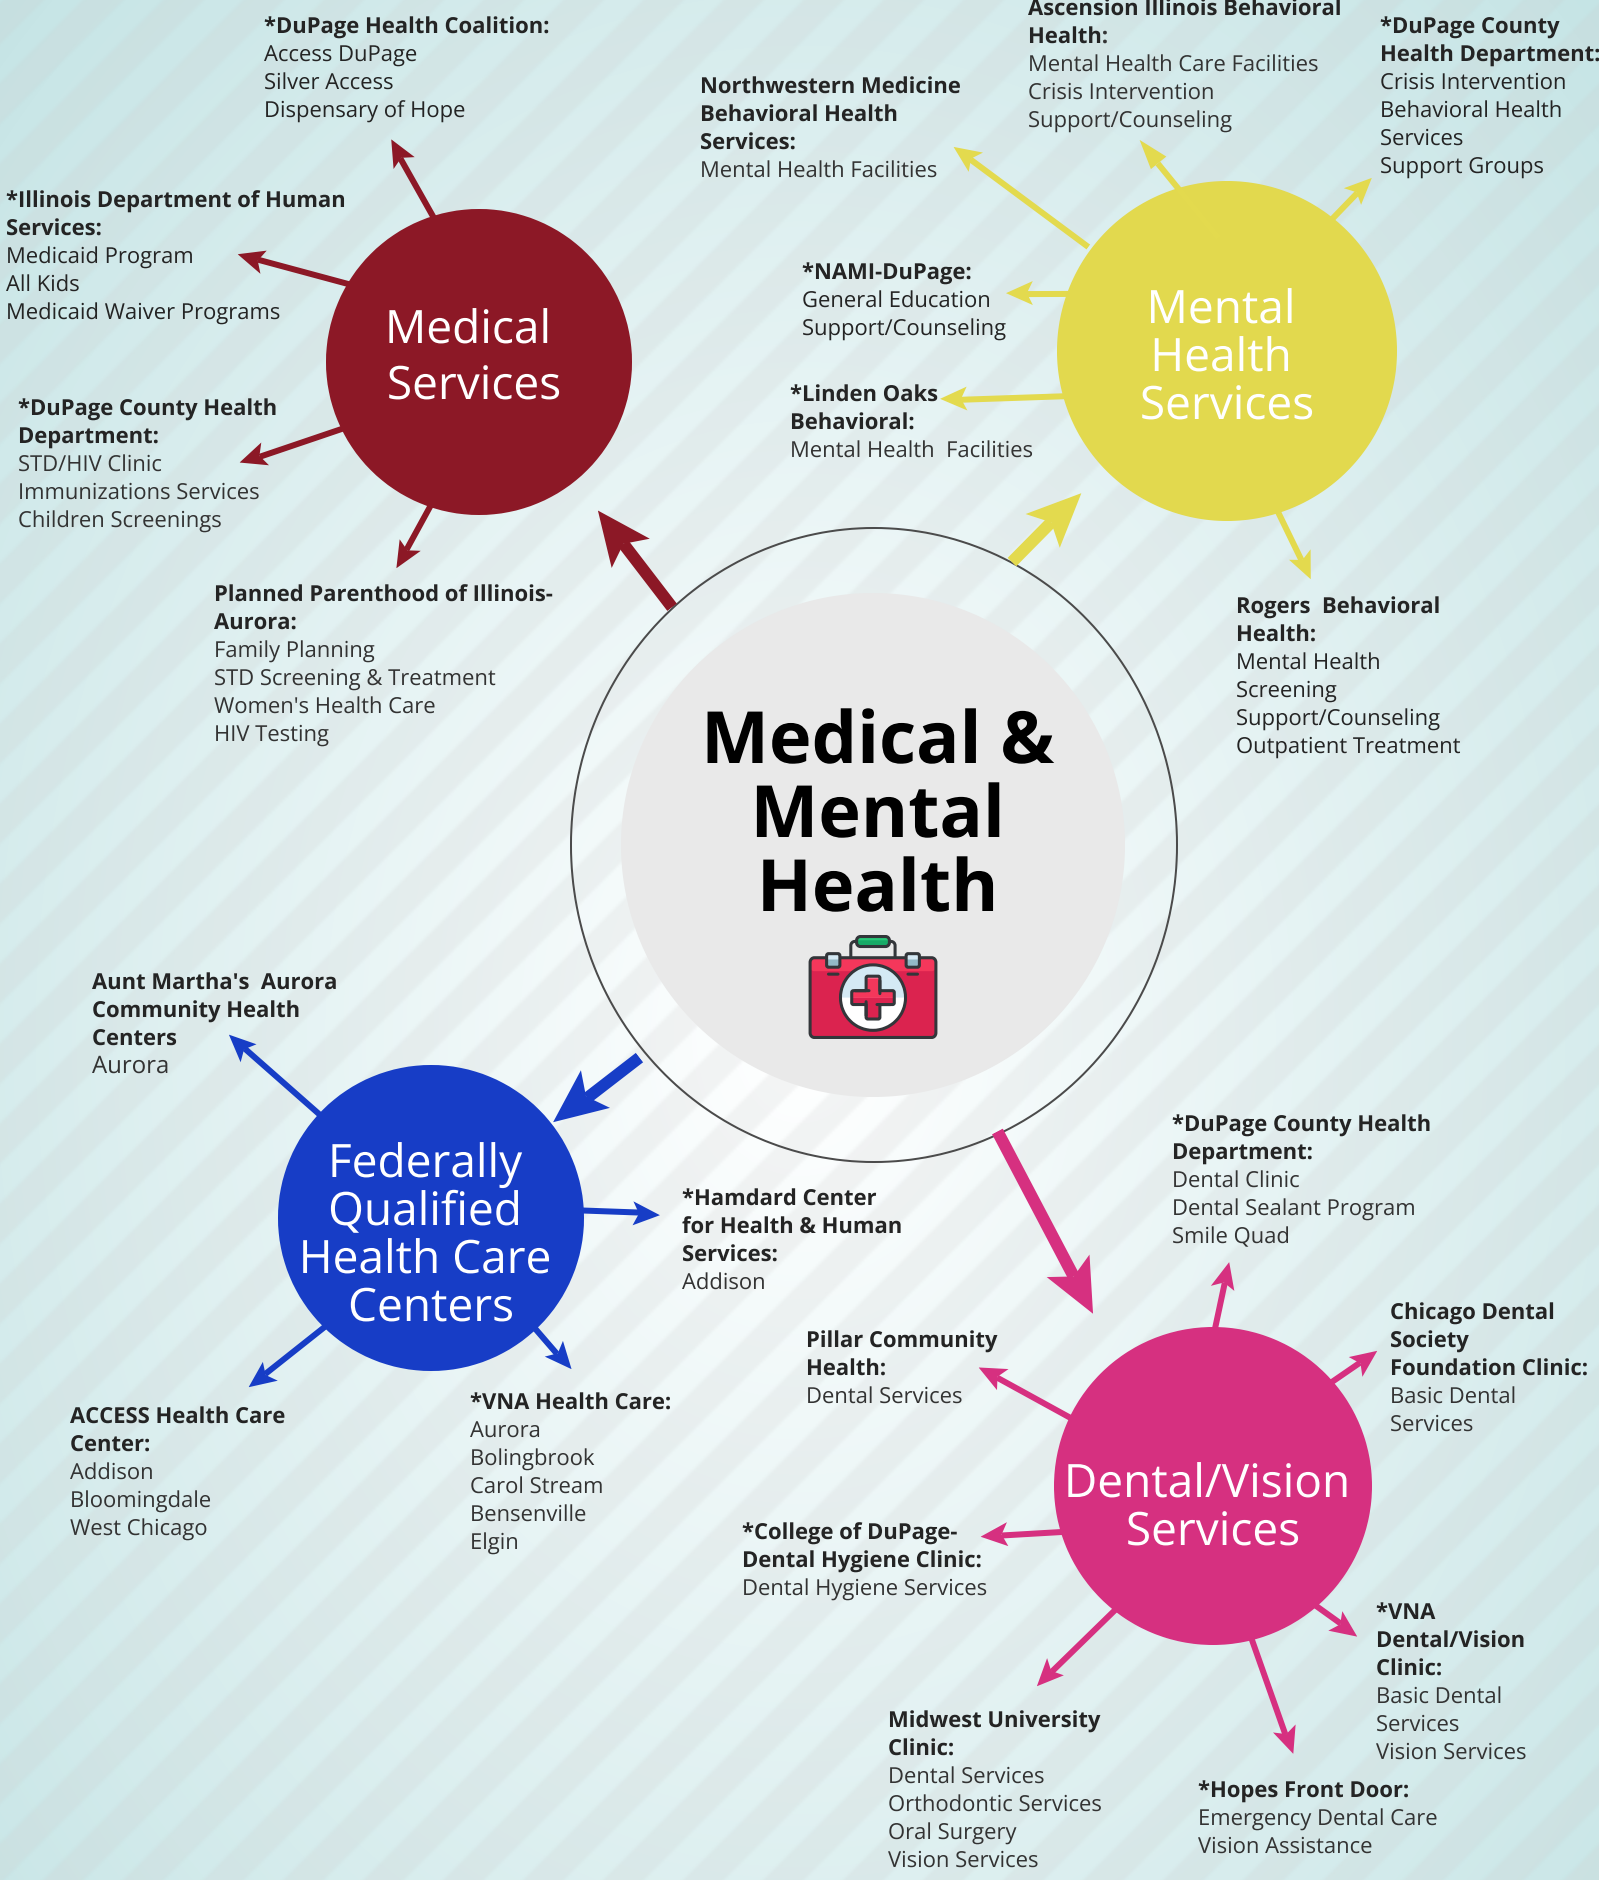 *DuPage Health Coalition:
Access DuPage
Silver Access
Dispensary of Hope
*Illinois Department of Human
Services:
Medicaid Program
All Kids
Medicaid Waiver Programs
*DuPage County Health
Department:
STD/HIV Clinic
Immunizations Services
Children Screenings
Planned Parenthood of Illinois-
Aurora:
Family Planning
STD Screening & Treatment
Women's Health Care
HIV Testing
Medical
Services
Ascension Illinois Behavioral
Health:
Mental Health Care Facilities
Crisis Intervention
Support/Counseling
*DuPage County
Health Department:
Crisis Intervention
Behavioral Health
Services
Support Groups
Northwestern Medicine
Behavioral Health
Services:
Mental Health Facilities
*NAMI-DuPage:
General Education
Support/Counseling
*Linden Oaks
Behavioral:
Mental Health  Facilities
Mental
Health
Services
Rogers  Behavioral
Health:
Mental Health
Screening
Support/Counseling
Outpatient Treatment
Medical &
Mental
Health
Aunt Martha's  Aurora
Community Health
Centers
Aurora
Federally
Qualified
Health Care
Centers
*Hamdard Center
for Health & Human
Services:
Addison
ACCESS Health Care
Center:
Addison
Bloomingdale
West Chicago
*VNA Health Care:
Aurora
Bolingbrook
Carol Stream
Bensenville
Elgin
*DuPage County Health
Department:
Dental Clinic
Dental Sealant Program
Smile Quad
Chicago Dental
Society
Foundation Clinic:
Basic Dental
Services
Pillar Community
Health:
Dental Services
Dental/Vision
Services
*College of DuPage-
Dental Hygiene Clinic:
Dental Hygiene Services
*VNA
Dental/Vision
Clinic:
Basic Dental
Services
Vision Services
Midwest University
Clinic:
Dental Services
Orthodontic Services
Oral Surgery
Vision Services
*Hopes Front Door:
Emergency Dental Care
Vision Assistance